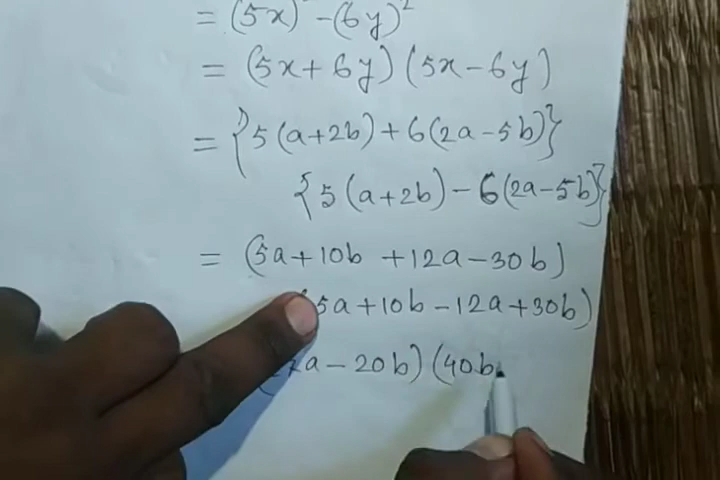 = (5x)² - (6y)²
= (5x+6y) (5x-6y)
= {5(a+2b)+6(2a-5b)}
{5(a+2b)-6(2a-5b)}
= (5a+10b +12a-30b)
5a+10b-12a+30b)
7a-20b) (40b